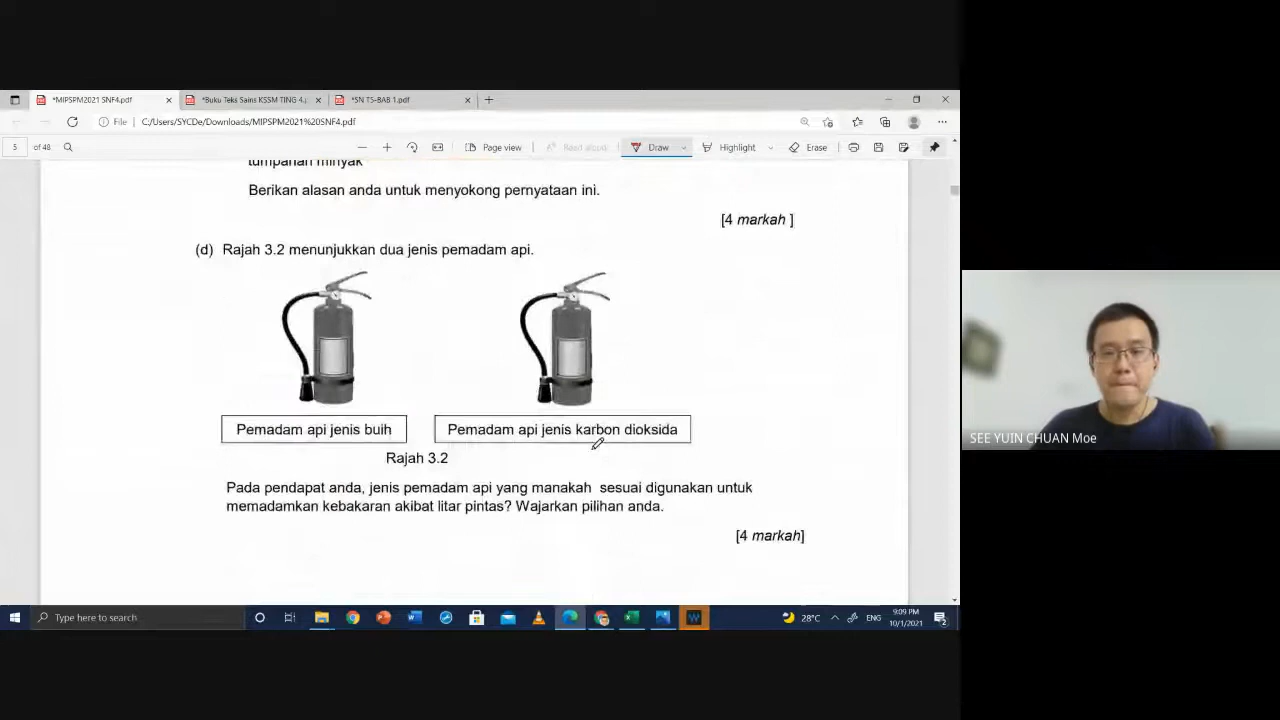 *MIPSPM2021 SNF4.pdf
*Buku Teks Sains KSSM TING 4.
*SN T5-BAB 1.pdf
File
C:/Users/SYCDe/Downloads/MIPSPM2021%20SNF4.pdf
5
of 48
Page view
Read aloud
Draw
Highlight
Erase
tumpahan minyak
Berikan alasan anda untuk menyokong pernyataan ini.
[4 markah ]
(d) Rajah 3.2 menunjukkan dua jenis pemadam api.
Pemadam api jenis buih
Pemadam api jenis karbon dioksida
Rajah 3.2
Pada pendapat anda, jenis pemadam api yang manakah sesuai digunakan untuk
memadamkan kebakaran akibat litar pintas? Wajarkan pilihan anda.
[4 markah]
SEE YUIN CHUAN Moe
Type here to search
28°C
ENG
9:09 PM
10/1/2021
2